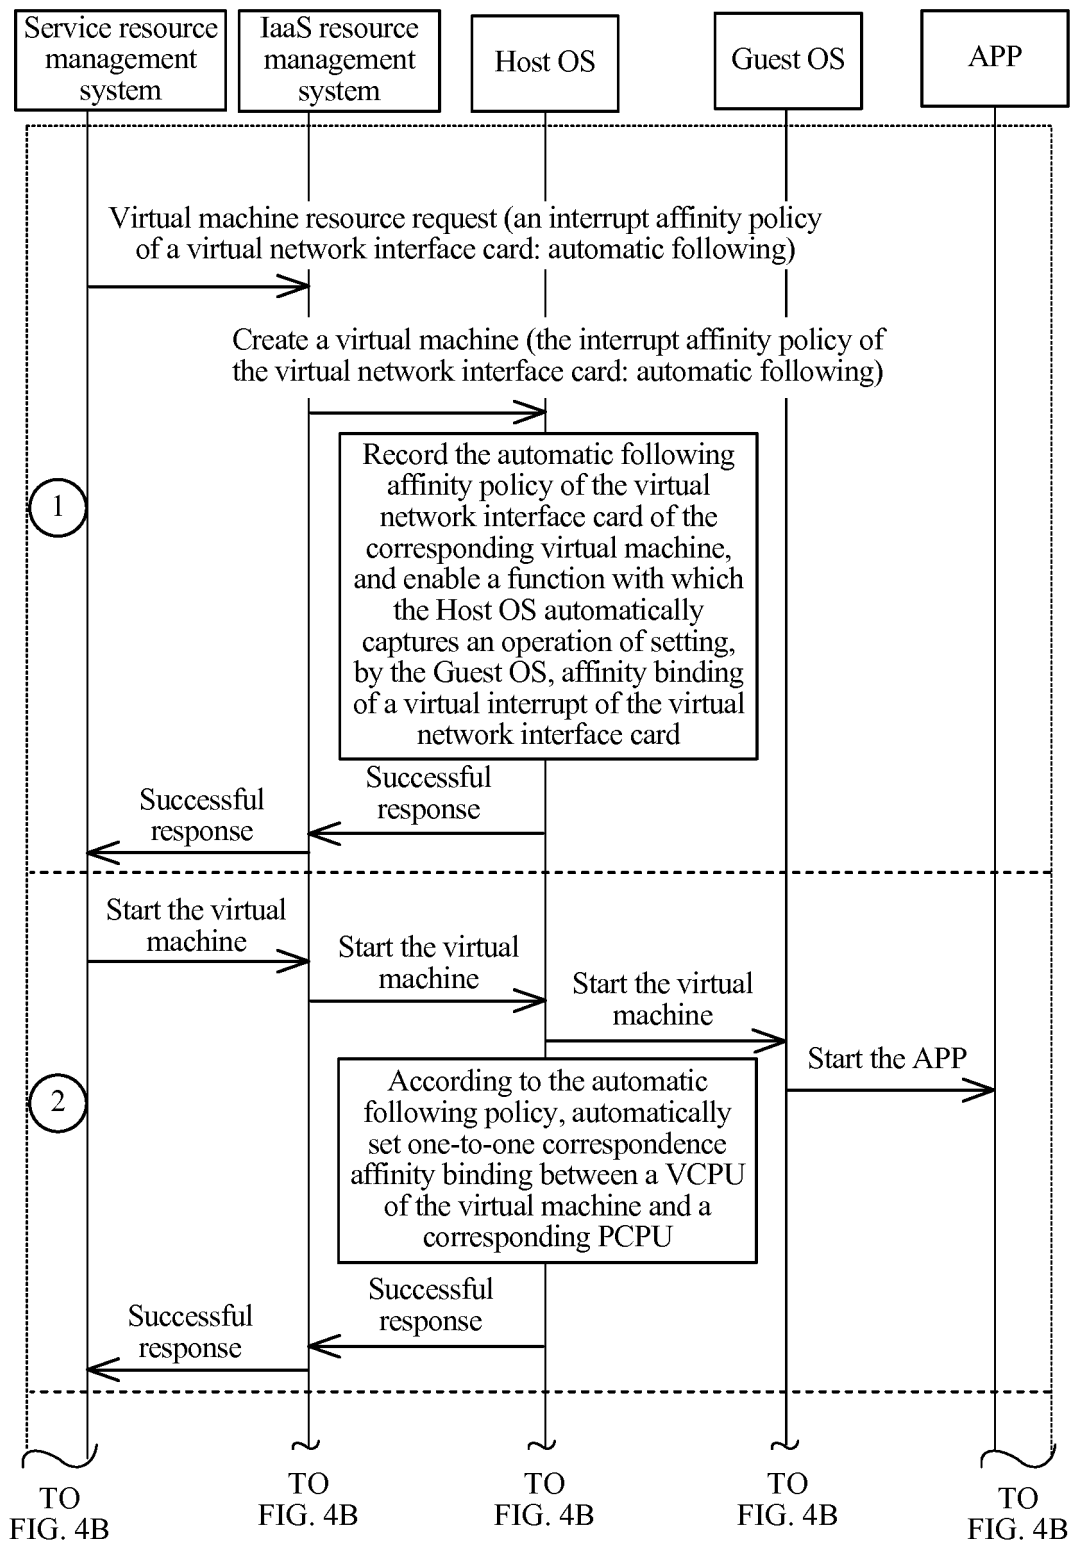 Service resource
management
system
IaaS resource
management
system
Host OS
Guest OS
APP
Virtual machine resource request (an interrupt affinity policy
of a virtual network interface card: automatic following)
Create a virtual machine (the interrupt affinity policy of
the virtual network interface card: automatic following)
1
Record the automatic following
affinity policy of the virtual
network interface card of the
corresponding virtual machine,
and enable a function with which
the Host OS automatically
captures an operation of setting,
by the Guest OS, affinity binding
of a virtual interrupt of the virtual
network interface card
Successful
response
Successful
response
Start the virtual
machine
Start the virtual
machine
Start the virtual
machine
Start the APP
2
According to the automatic
following policy, automatically
set one-to-one correspondence
affinity binding between a VCPU
of the virtual machine and a
corresponding PCPU
Successful
response
Successful
response
TO
FIG. 4B
TO
FIG. 4B
TO
FIG. 4B
TO
FIG. 4B
TO
FIG. 4B